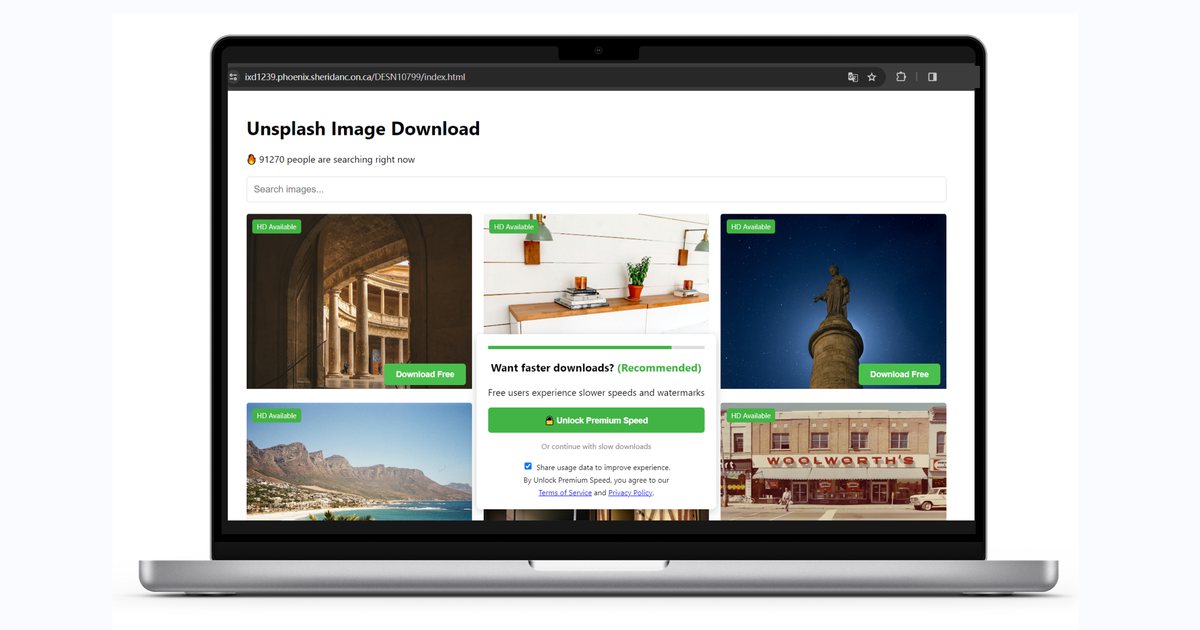 ixd1239.phoenix.sheridanc.on.ca/DESN10799/index.html
Unsplash Image Download
🔥 91270 people are searching right now
Search images...
HD Available
HD Available
HD Available
Download Free
Download Free
Want faster downloads? (Recommended)
Free users experience slower speeds and watermarks
🔒 Unlock Premium Speed
Or continue with slow downloads
Share usage data to improve experience.
By Unlock Premium Speed, you agree to our
Terms of Service and Privacy Policy.
HD Available
HD Available
WOOLWORTH'S